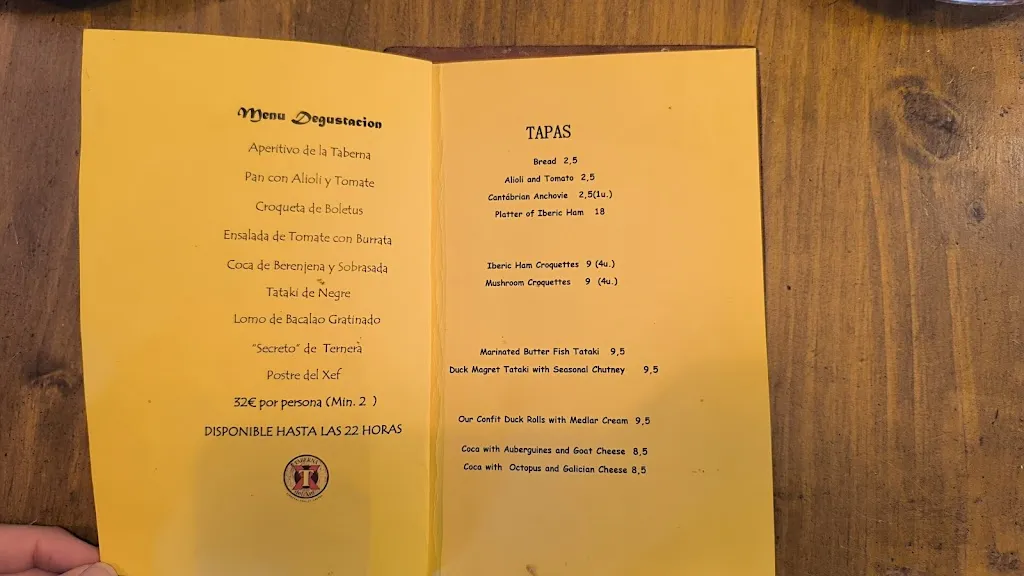 Menu Degustacion
Aperitivo de la Taberna
Pan con Alioli y Tomate
Croqueta de Boletus
Ensalada de Tomate con Burrata
Coca de Berenjena y Sobrasada
Tataki de Negre
Lomo de Bacalao Gratinado
"Secreto" de Ternera
Postre del Xef
32€ por persona (Min. 2 )
DISPONIBLE HASTA LAS 22 HORAS
T
TAPAS
Bread 2,5
Alioli and Tomato 2,5
Cantábrian Anchovie 2,5(1u.)
Platter of Iberic Ham 18
Iberic Ham Croquettes 9 (4u.)
Mushroom Croquettes 9 (4u.)
Marinated Butter Fish Tataki 9,5
Duck Magret Tataki with Seasonal Chutney 9,5
Our Confit Duck Rolls with Medlar Cream 9,5
Coca with Auberguines and Goat Cheese 8,5
Coca with Octopus and Galician Cheese 8,5